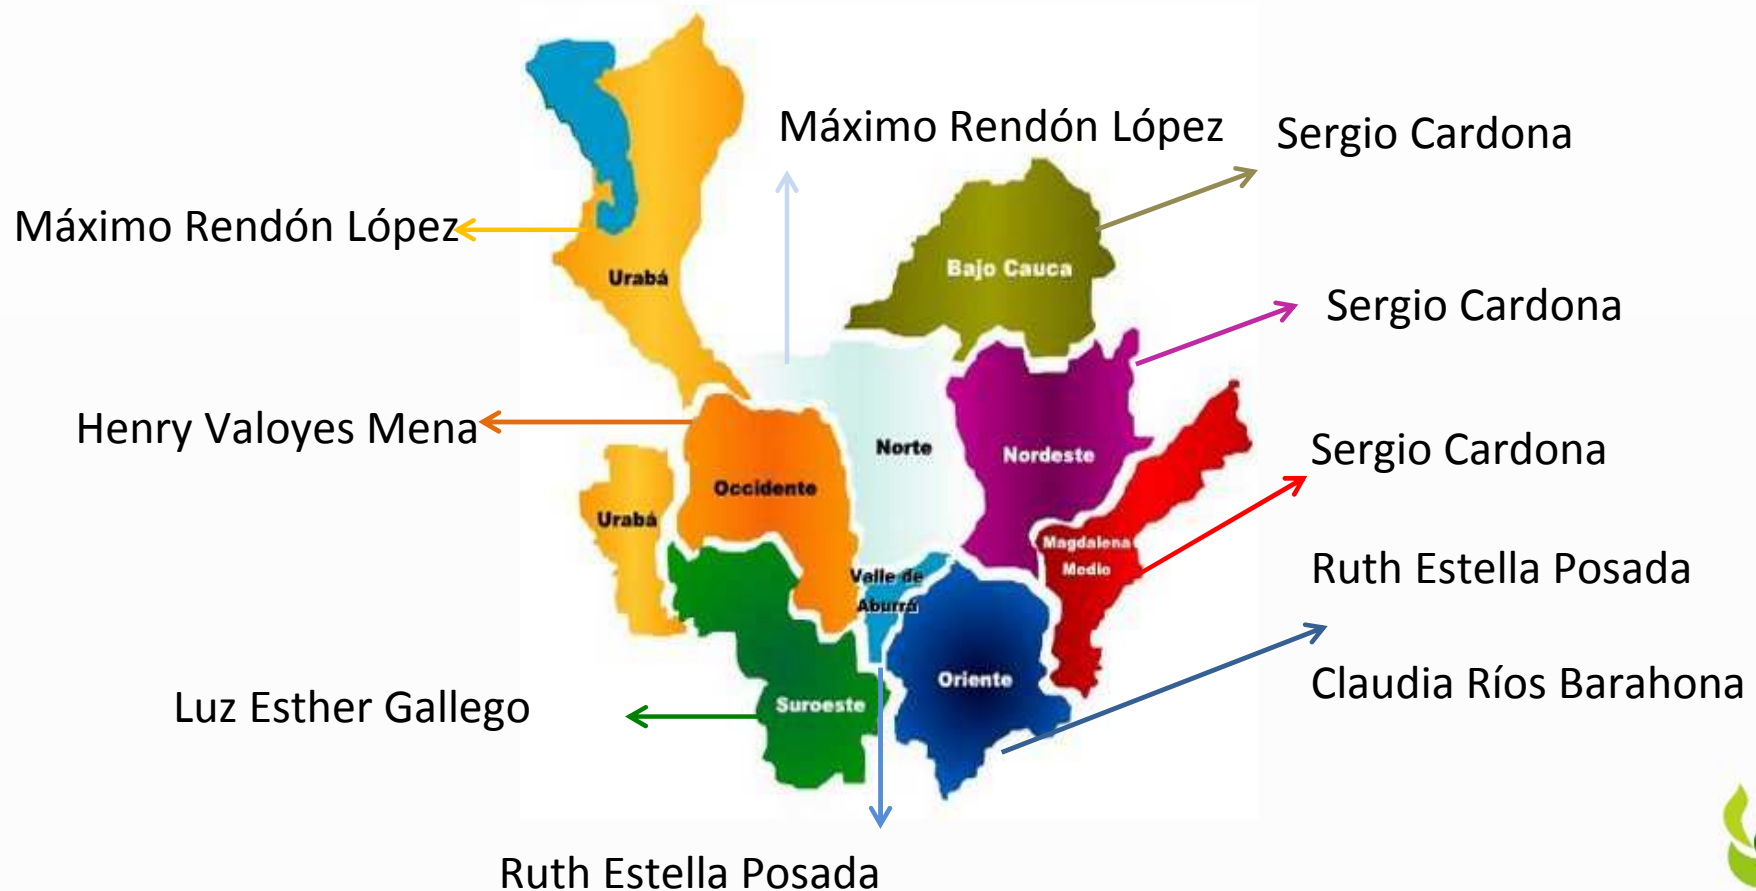 Máximo Rendón López
Sergio Cardona
Máximo Rendón López
Urabá
Bajo Cauca
Sergio Cardona
Henry Valoyes Mena
Norte
Nordeste
Sergio Cardona
Occidente
Urabá
Magdalena
Medio
Valle de
Aburrá
Ruth Estella Posada
Oriente
Claudia Ríos Barahona
Luz Esther Gallego
Suroeste
Ruth Estella Posada